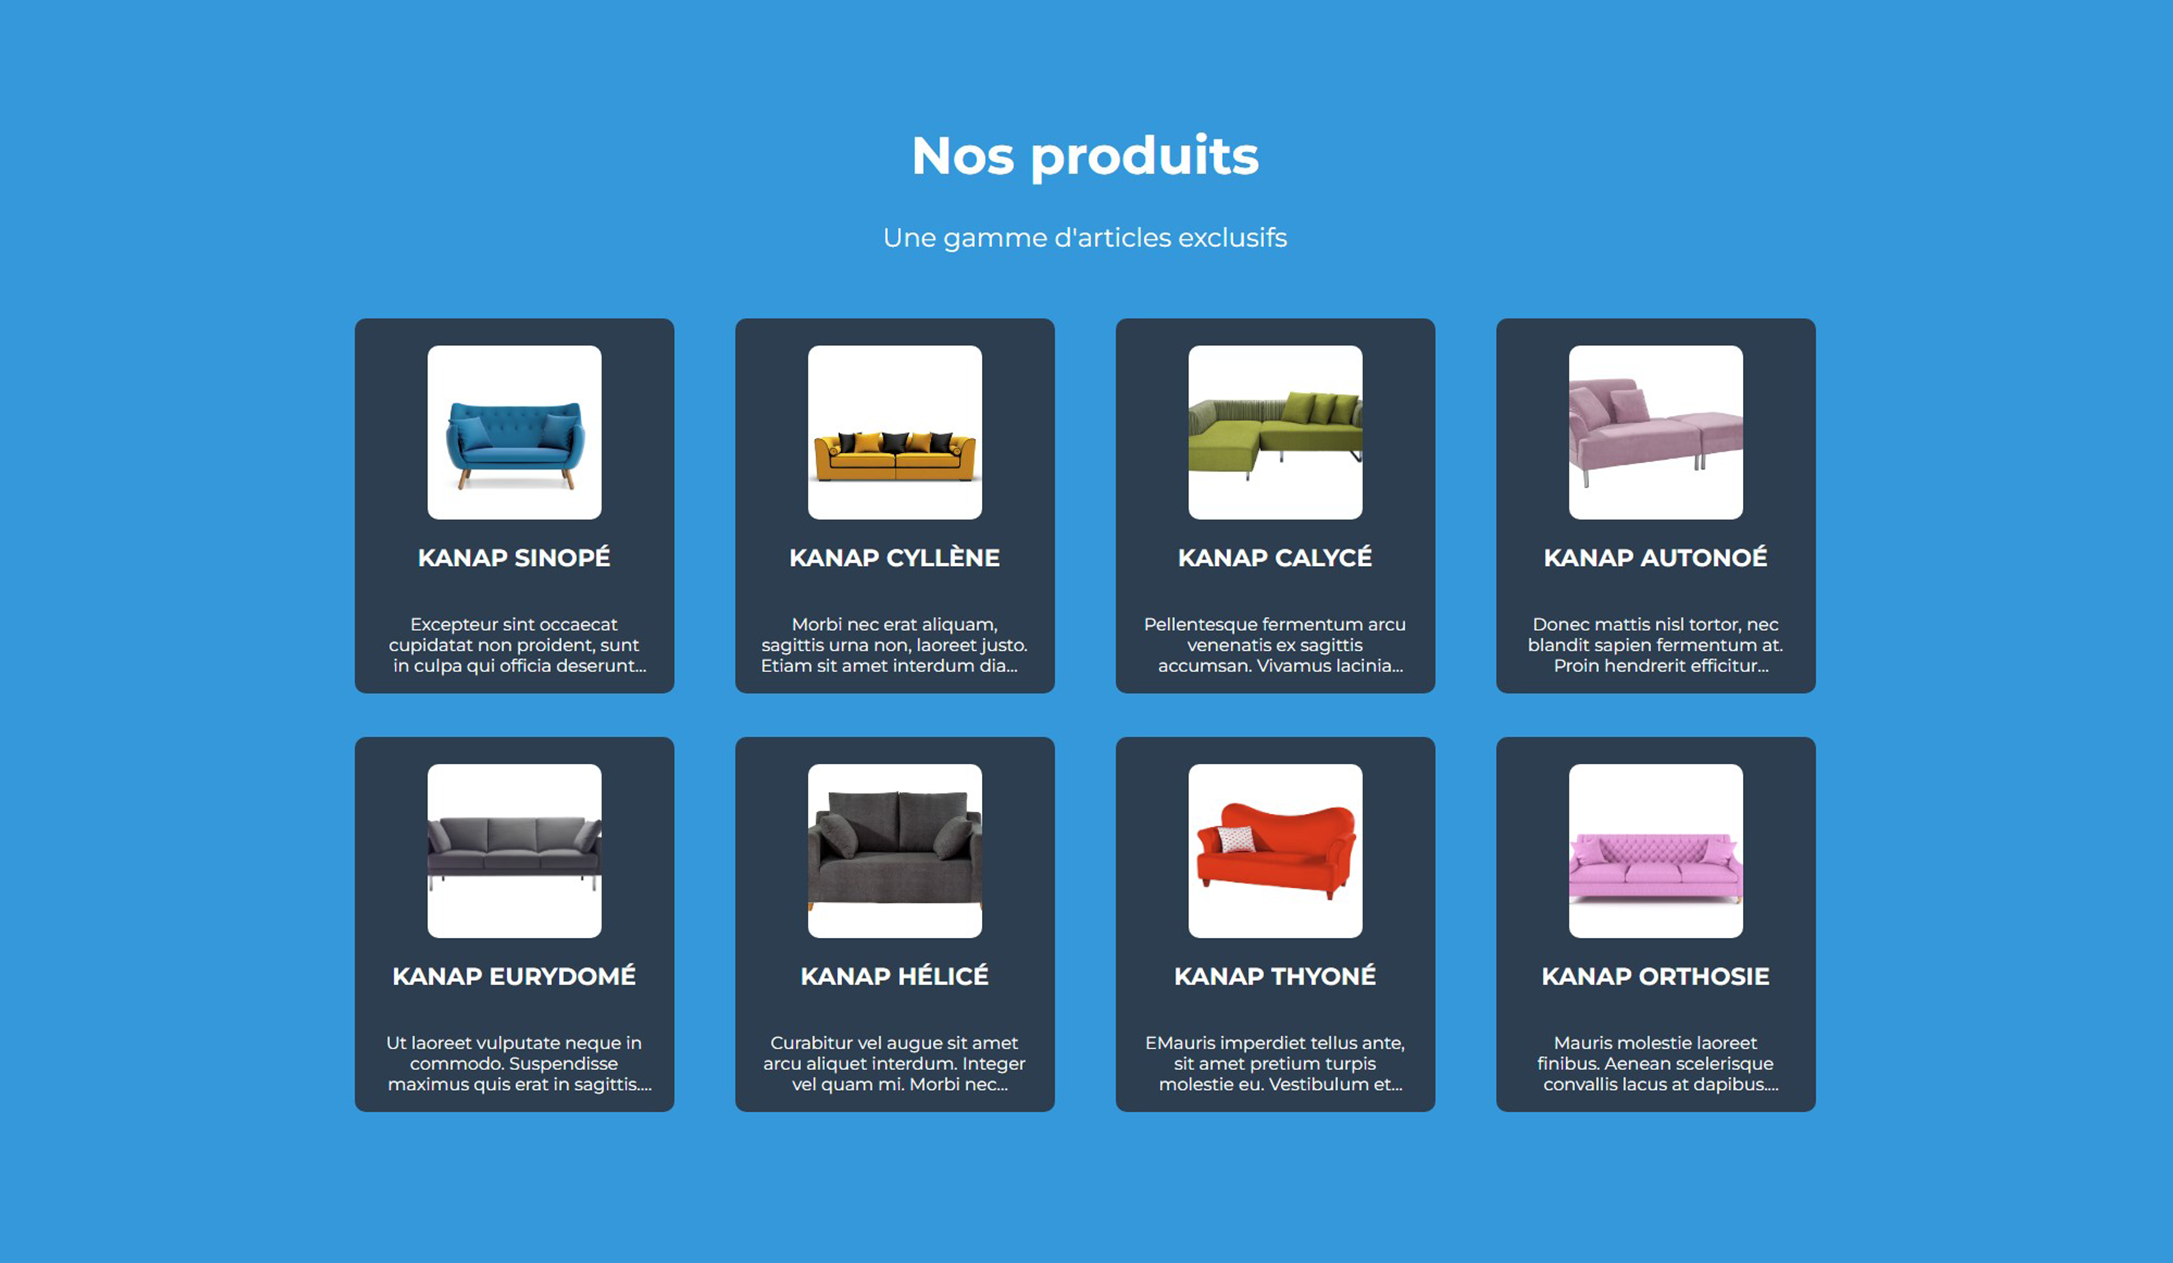 Nos produits
Une gamme d'articles exclusifs
KANAP SINOPÉ
Excepteur sint occaecat
cupidatat non proident, sunt
in culpa qui officia deserunt...
KANAP CYLLÈNE
Morbi nec erat aliquam,
sagittis urna non, laoreet justo.
Etiam sit amet interdum dia...
KANAP CALYCÉ
Pellentesque fermentum arcu
venenatis ex sagittis
accumsan. Vivamus lacinia...
KANAP AUTONOÉ
Donec mattis nisl tortor, nec
blandit sapien fermentum at.
Proin hendrerit efficitur...
KANAP EURYDOMÉ
Ut laoreet vulputate neque in
commodo. Suspendisse
maximus quis erat in sagittis....
KANAP HÉLICÉ
Curabitur vel augue sit amet
arcu aliquet interdum. Integer
vel quam mi. Morbi nec...
KANAP THYONÉ
EMauris imperdiet tellus ante,
sit amet pretium turpis
molestie eu. Vestibulum et...
KANAP ORTHOSIE
Mauris molestie laoreet
finibus. Aenean scelerisque
convallis lacus at dapibus....